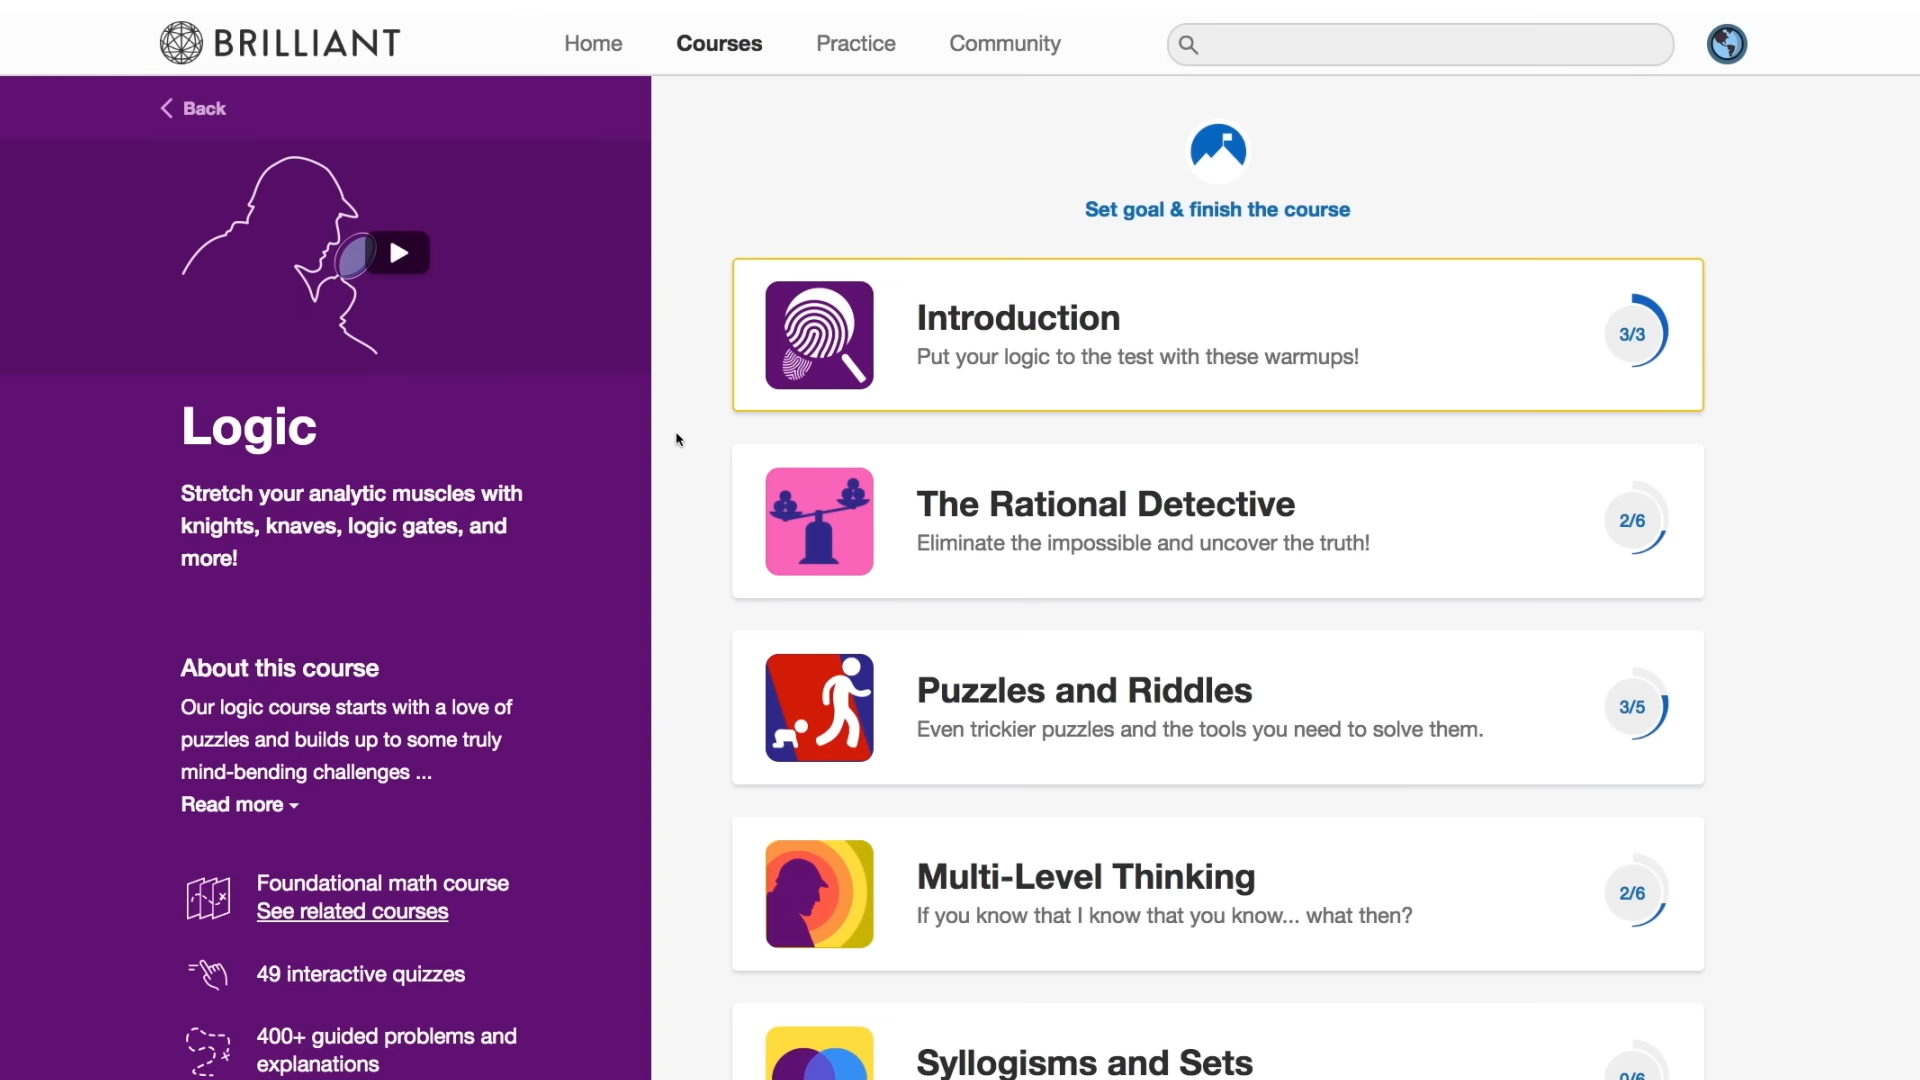 BRILLIANT
Home
Courses
Practice
Community
Back
Logic
Stretch your analytic muscles with
knights, knaves, logic gates, and
more!
About this course
Our logic course starts with a love of
puzzles and builds up to some truly
mind-bending challenges ...
Read more
Foundational math course
See related courses
49 interactive quizzes
400+ guided problems and
explanations
Set goal & finish the course
Introduction
Put your logic to the test with these warmups!
3/3
The Rational Detective
Eliminate the impossible and uncover the truth!
2/6
Puzzles and Riddles
Even trickier puzzles and the tools you need to solve them.
3/5
Multi-Level Thinking
If you know that I know that you know... what then?
2/6
Syllogisms and Sets
0/6